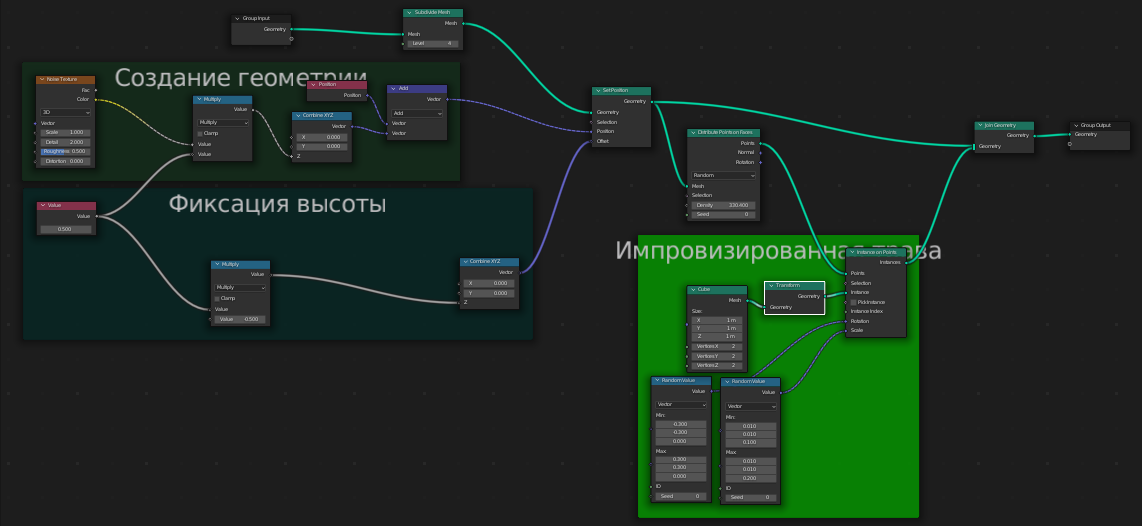 Group Input
Geometry
Subdivide Mesh
Mesh
Mesh
Level 4
Создание геометрии
Noise Texture
Fac
Color
3D
Vector
Scale 1.000
Detail 2.000
Roughness 0.500
Distortion 0.000
Multiply
Value
Multiply
Clamp
Value
Value
Position
Position
Combine XYZ
Vector
X 0.000
Y 0.000
Z
Add
Vector
Add
Vector
Vector
Set Position
Geometry
Geometry
Selection
Position
Offset
Distribute Points on Faces
Points
Normal
Rotation
Random
Mesh
Selection
Density 330.400
Seed 0
Join Geometry
Geometry
Geometry
Group Output
Geometry
Фиксация высоты
Value
Value
0.500
Multiply
Value
Multiply
Clamp
Value
Value -0.500
Combine XYZ
Vector
X 0.000
Y 0.000
Z
Импровизированная трава
Instance on Points
Instances
Points
Selection
Instance
Pick Instance
Instance Index
Rotation
Scale
Cube
Mesh
Size:
X 1 m
Y 1 m
Z 1 m
Vertices X 2
Vertices Y 2
Vertices Z 2
Transform
Geometry
Geometry
Random Value
Value
Vector
Min:
-0.300
-0.300
0.000
Max
0.300
0.300
0.000
ID
Seed 0
Random Value
Value
Vector
Min:
0.010
0.010
0.100
Max
0.010
0.010
0.200
ID
Seed 0